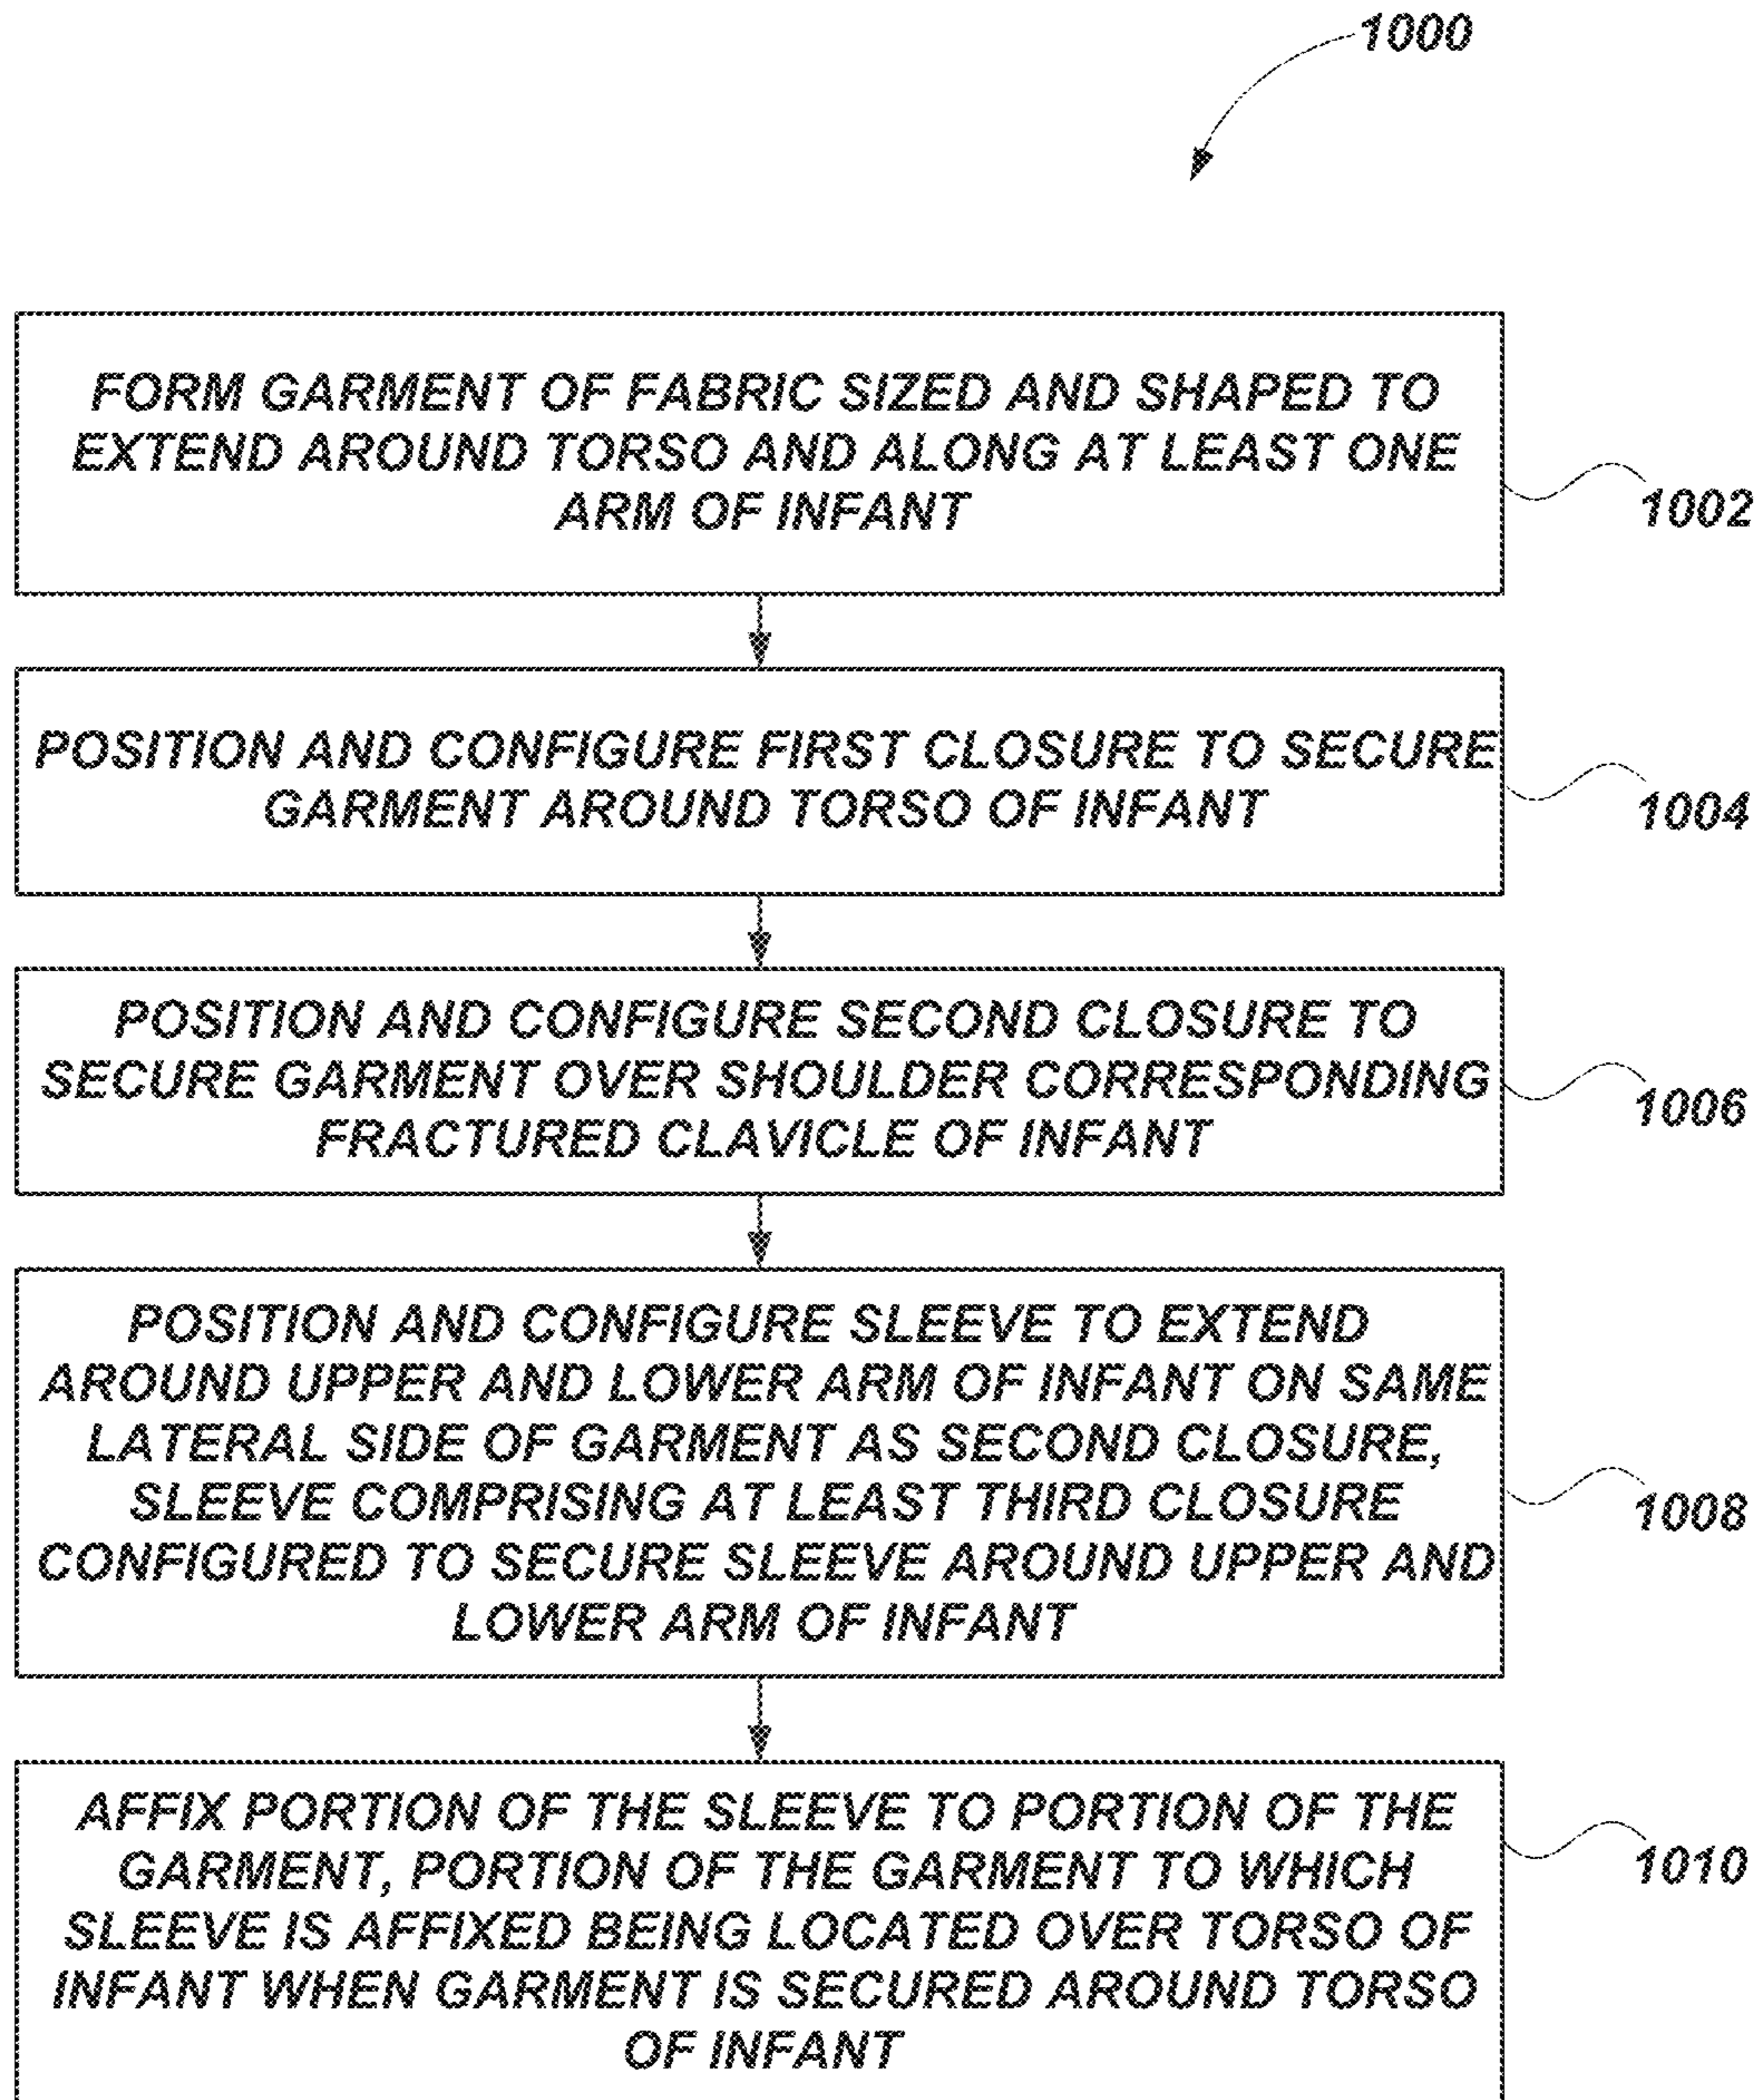 1000
FORM GARMENT OF FABRIC SIZED AND SHAPED TO
EXTEND AROUND TORSO AND ALONG AT LEAST ONE
ARM OF INFANT
1002
POSITION AND CONFIGURE FIRST CLOSURE TO SECURE
GARMENT AROUND TORSO OF INFANT
1004
POSITION AND CONFIGURE SECOND CLOSURE TO
SECURE GARMENT OVER SHOULDER CORRESPONDING
FRACTURED CLAVICLE OF INFANT
1006
POSITION AND CONFIGURE SLEEVE TO EXTEND
AROUND UPPER AND LOWER ARM OF INFANT ON SAME
LATERAL SIDE OF GARMENT AS SECOND CLOSURE,
SLEEVE COMPRISING AT LEAST THIRD CLOSURE
CONFIGURED TO SECURE SLEEVE AROUND UPPER AND
LOWER ARM OF INFANT
1008
AFFIX PORTION OF THE SLEEVE TO PORTION OF THE
GARMENT, PORTION OF THE GARMENT TO WHICH
SLEEVE IS AFFIXED BEING LOCATED OVER TORSO OF
INFANT WHEN GARMENT IS SECURED AROUND TORSO
OF INFANT
1010